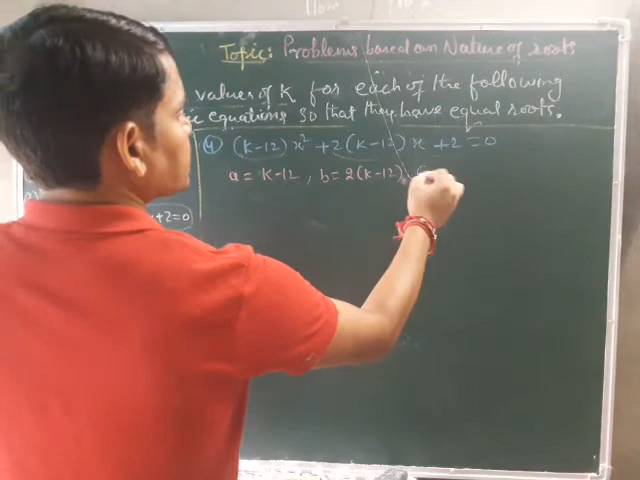 Topic: Problems based on Nature of roots
values of K for each of the following
equations so that they have equal roots.
④ (k-12)x² + 2(k-12)x + 2 = 0
a = k-12, b = 2(k-12),
+2=0